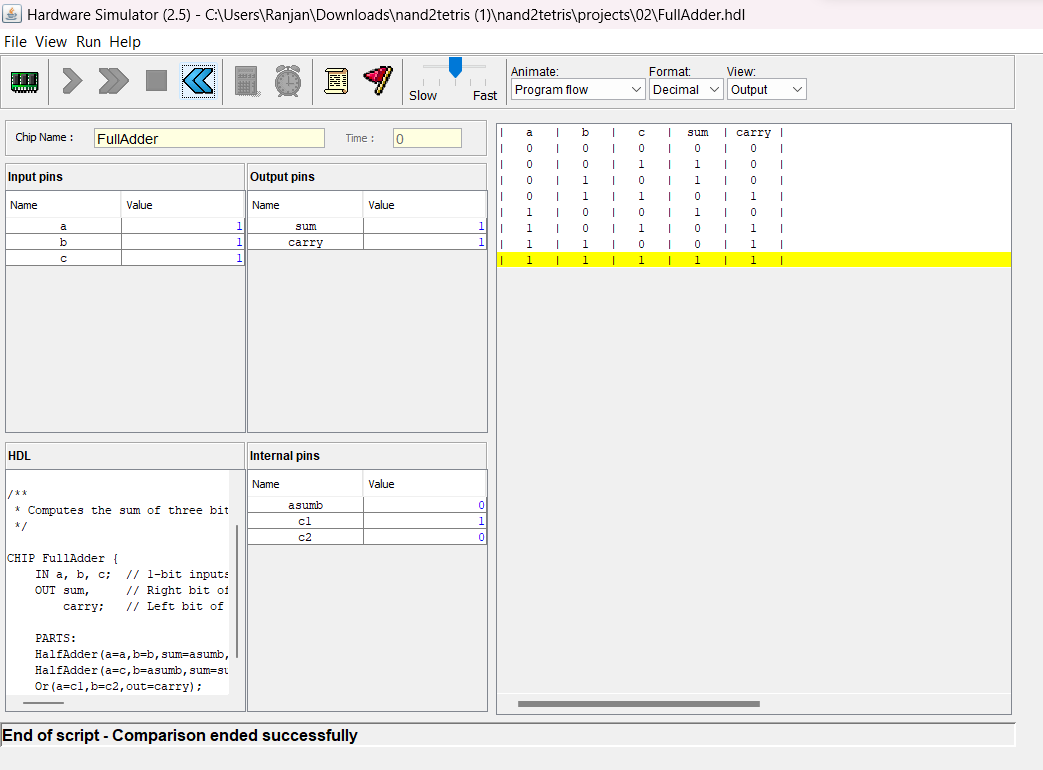 Hardware Simulator (2.5) - C:\Users\Ranjan\Downloads\nand2tetris (1)\nand2tetris\projects\02\FullAdder.hdl
File View Run Help
Slow Fast
Animate: Format: View:
Program flow Decimal Output
Chip Name : FullAdder Time : 0
Input pins
Name Value
a 1
b 1
c 1
Output pins
Name Value
sum 1
carry 1
HDL
/**
 * Computes the sum of three bit
 */
CHIP FullAdder {
    IN a, b, c;  // 1-bit inputs
    OUT sum,     // Right bit of
        carry;   // Left bit of
    PARTS:
    HalfAdder(a=a,b=b,sum=asumb,
    HalfAdder(a=c,b=asumb,sum=su
    Or(a=c1,b=c2,out=carry);
Internal pins
Name Value
asumb 0
c1 1
c2 0
| a | b | c | sum | carry |
| 0 | 0 | 0 | 0 | 0 |
| 0 | 0 | 1 | 1 | 0 |
| 0 | 1 | 0 | 1 | 0 |
| 0 | 1 | 1 | 0 | 1 |
| 1 | 0 | 0 | 1 | 0 |
| 1 | 0 | 1 | 0 | 1 |
| 1 | 1 | 0 | 0 | 1 |
| 1 | 1 | 1 | 1 | 1 |
End of script - Comparison ended successfully